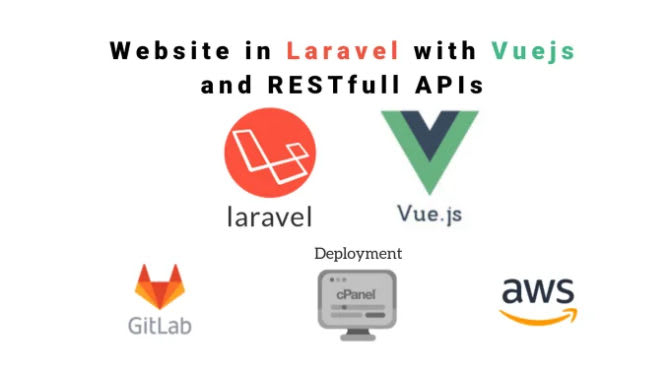 Website in Laravel with Vuejs
and RESTfull APIs
laravel
Vue.js
Deployment
GitLab
cPanel
aws